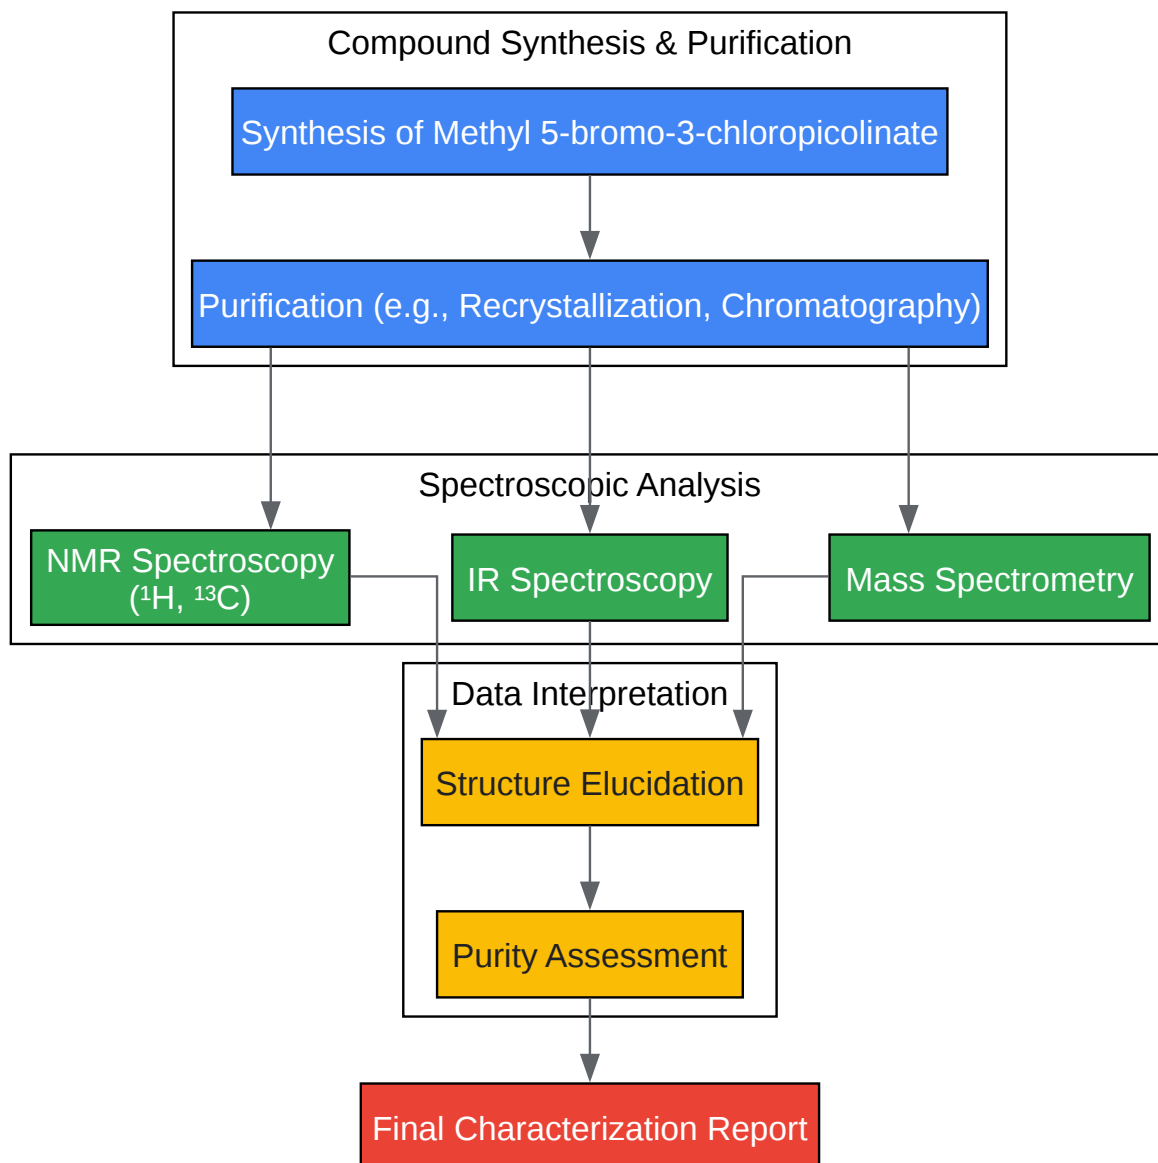 Compound Synthesis & Purification
Synthesis of Methyl 5-bromo-3-chloropicolinate
Purification (e.g., Recrystallization, Chromatography)
Spectroscopic Analysis
NMR Spectroscopy
(¹H, ¹³C)
IR Spectroscopy
Mass Spectrometry
Data Interpretation
Structure Elucidation
Purity Assessment
Final Characterization Report